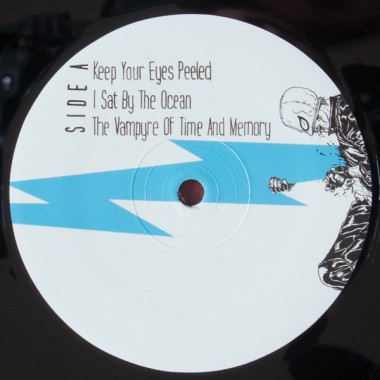 SIDE A
Keep Your Eyes Peeled
I Sat By The Ocean
The Vampyre Of Time And Memory